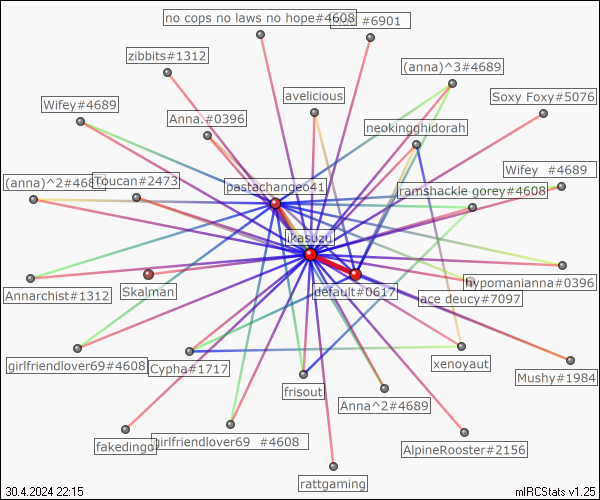 no cops no laws no hope#4608
#6901
zibbits#1312
(anna)^3#4689
avelicious
Soxy Foxy#5076
Wifey#4689
Anna.#0396
neokingghidorah
(anna)^2#4689
Toucan#2473
pastachangeo41
ramshackle gorey#4608
Wifey #4689
ikasuzu
Annarchist#1312
Skalman
default#0617
hypomanianna#0396
ace deucy#7097
girlfriendlover69#4608
Cypha#1717
xenoyaut
Mushy#1984
frisout
Anna^2#4689
fakedingo
girlfriendlover69 #4608
AlpineRooster#2156
rattgaming
30.4.2024 22:15
mIRCStats v1.25